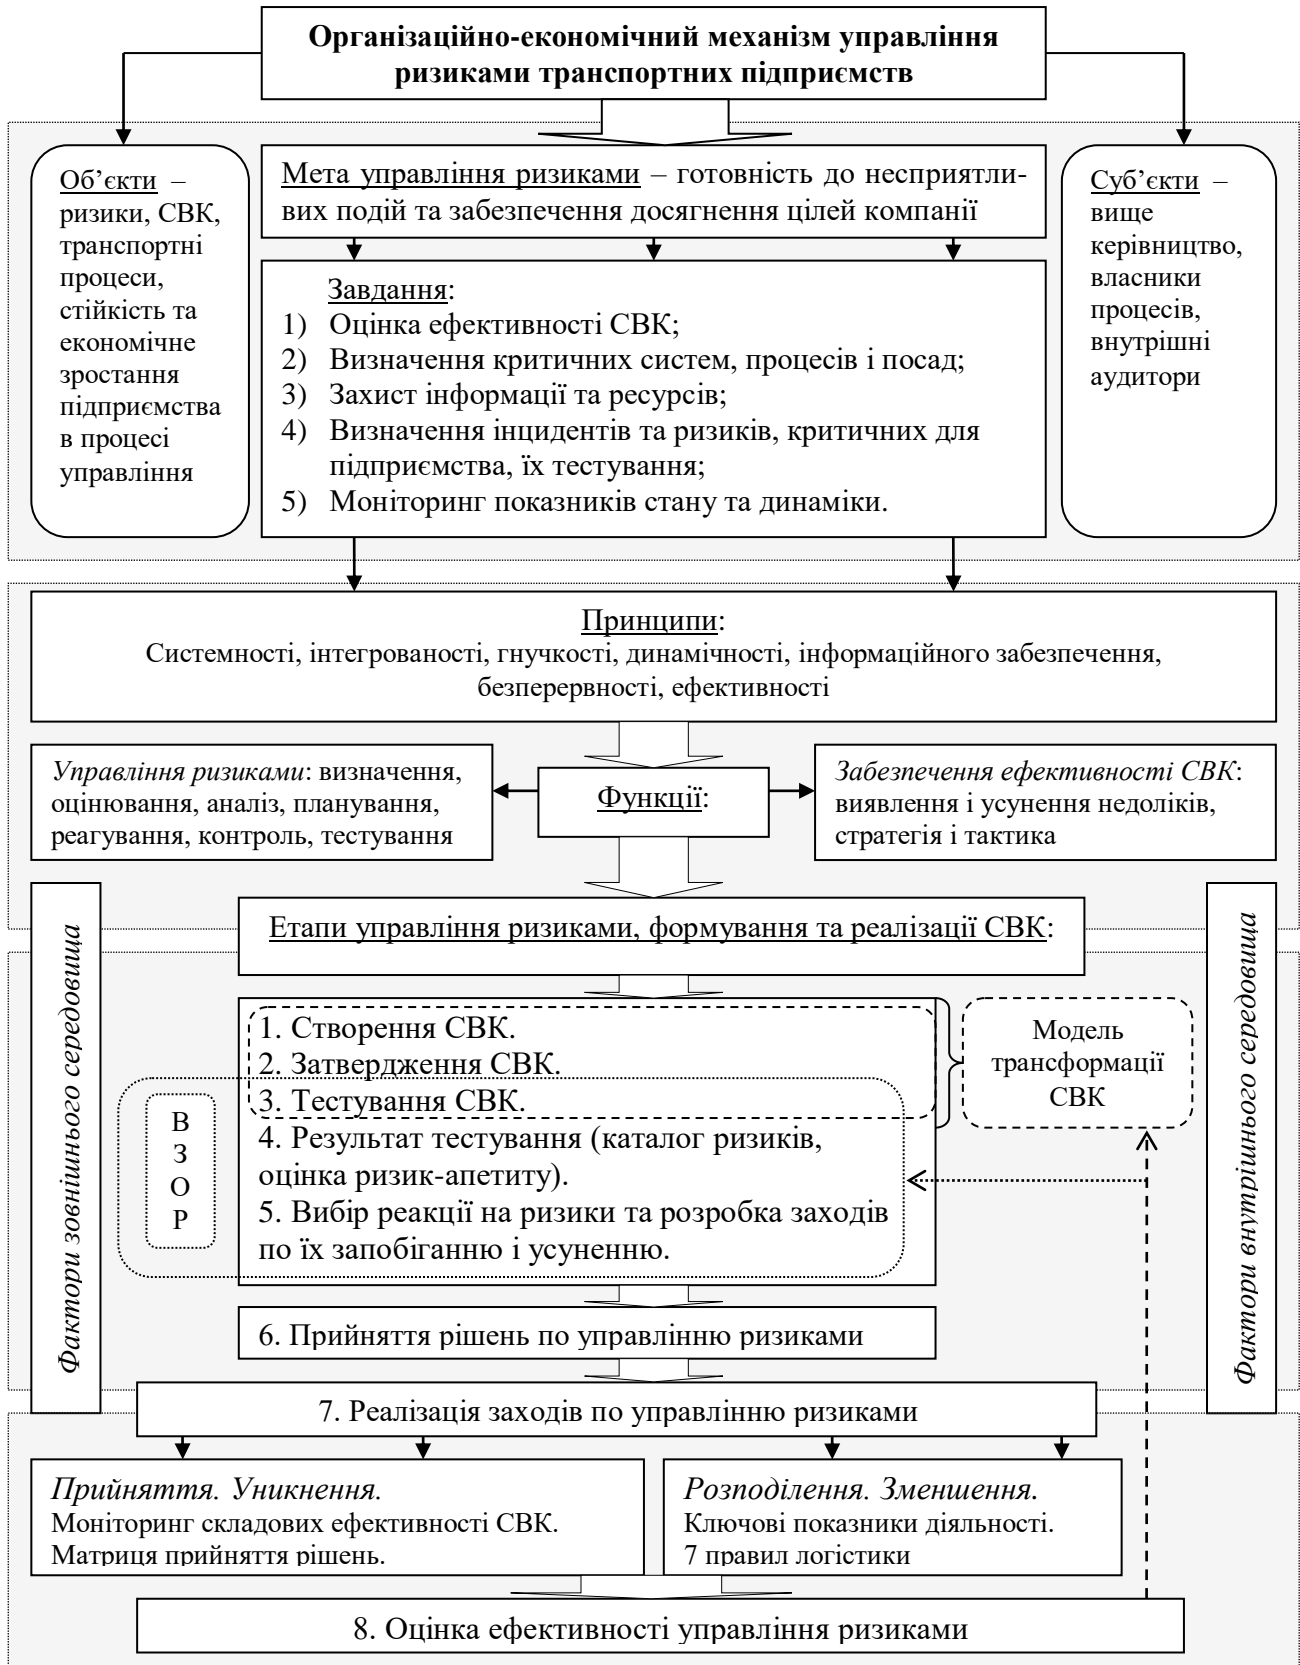 Організаційно-економічний механізм управління
ризиками транспортних підприємств
Об’єкти –
ризики, СВК,
транспортні
процеси,
стійкість та
економічне
зростання
підприємства
в процесі
управління
Мета управління ризиками – готовність до несприятли-
вих подій та забезпечення досягнення цілей компанії
Суб’єкти –
вище
керівництво,
власники
процесів,
внутрішні
аудитори
Завдання:
1) Оцінка ефективності СВК;
2) Визначення критичних систем, процесів і посад;
3) Захист інформації та ресурсів;
4) Визначення інцидентів та ризиків, критичних для
підприємства, їх тестування;
5) Моніторинг показників стану та динаміки.
Принципи:
Системності, інтегрованості, гнучкості, динамічності, інформаційного забезпечення,
безперервності, ефективності
Управління ризиками: визначення,
оцінювання, аналіз, планування,
реагування, контроль, тестування
Функції:
Забезпечення ефективності СВК:
виявлення і усунення недоліків,
стратегія і тактика
Фактори зовнішнього середовища
Етапи управління ризиками, формування та реалізації СВК:
Фактори внутрішнього середовища
1. Створення СВК.
2. Затвердження СВК.
3. Тестування СВК.
4. Результат тестування (каталог ризиків,
оцінка ризик-апетиту).
5. Вибір реакції на ризики та розробка заходів
по їх запобіганню і усуненню.
Модель
трансформації
СВК
В
З
О
Р
6. Прийняття рішень по управлінню ризиками
7. Реалізація заходів по управлінню ризиками
Прийняття. Уникнення.
Моніторинг складових ефективності СВК.
Матриця прийняття рішень.
Розподілення. Зменшення.
Ключові показники діяльності.
7 правил логістики
8. Оцінка ефективності управління ризиками